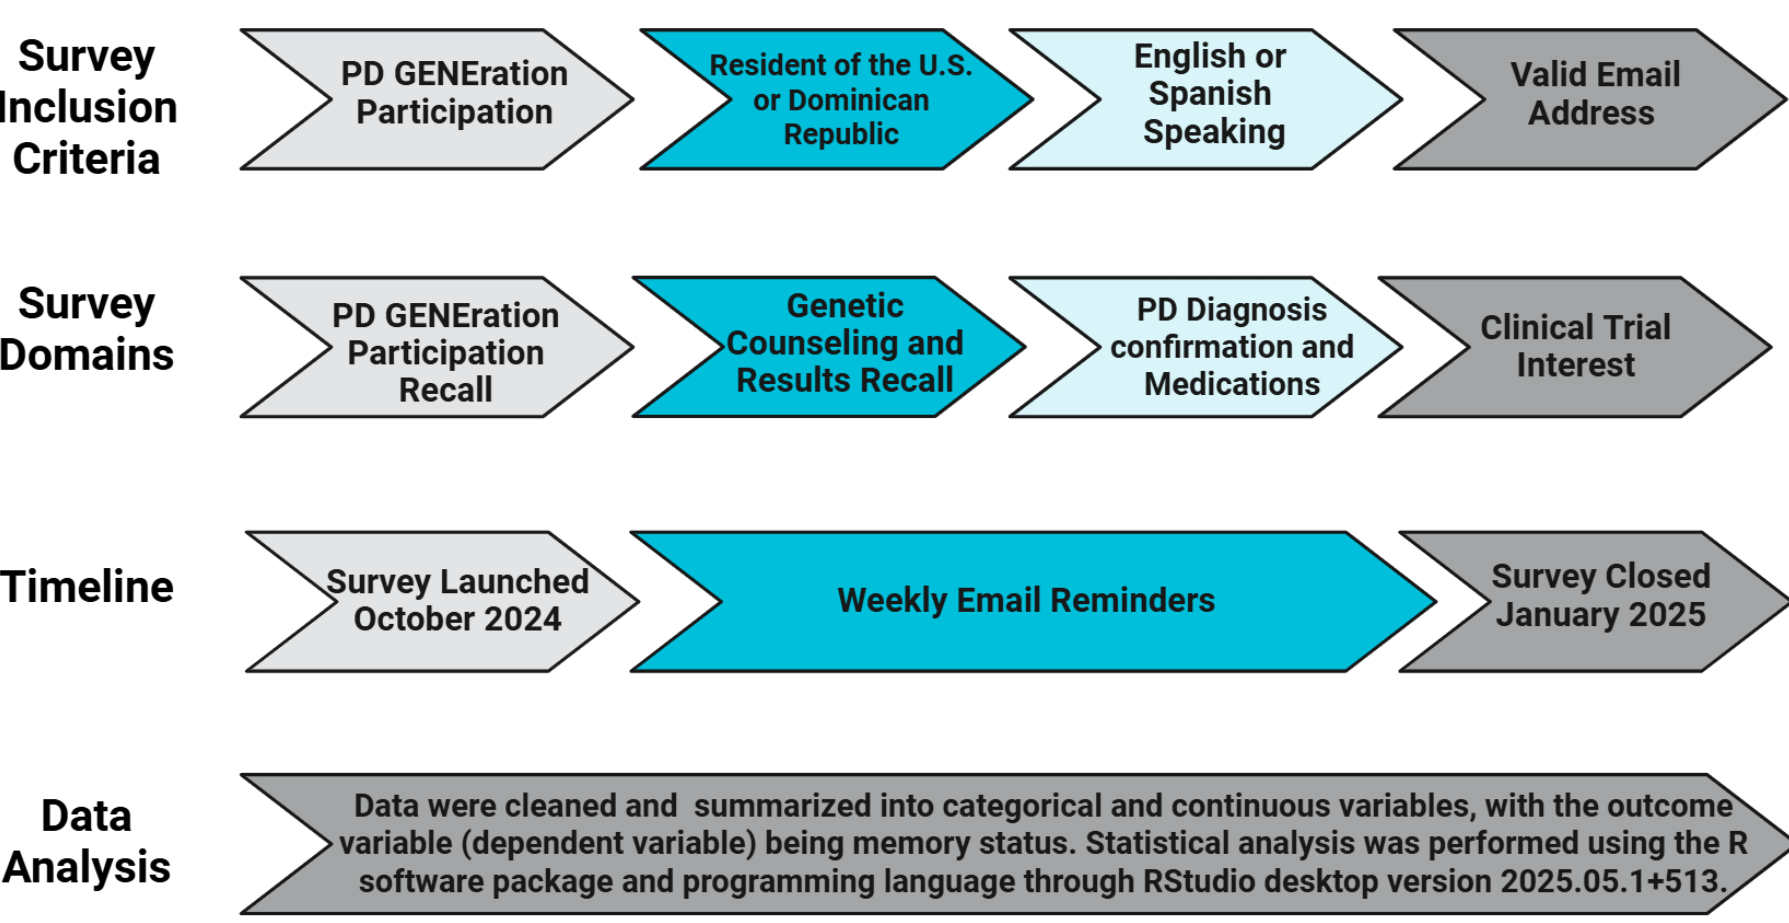 Survey
Inclusion
Criteria
PD GENEration
Participation
Resident of the U.S.
or Dominican
Republic
English or
Spanish
Speaking
Valid Email
Address
Survey
Domains
PD GENEration
Participation
Recall
Genetic
Counseling and
Results Recall
PD Diagnosis
confirmation and
Medications
Clinical Trial
Interest
Timeline
Survey Launched
October 2024
Weekly Email Reminders
Survey Closed
January 2025
Data
Analysis
Data were cleaned and  summarized into categorical and continuous variables, with the outcome
variable (dependent variable) being memory status. Statistical analysis was performed using the R
software package and programming language through RStudio desktop version 2025.05.1+513.